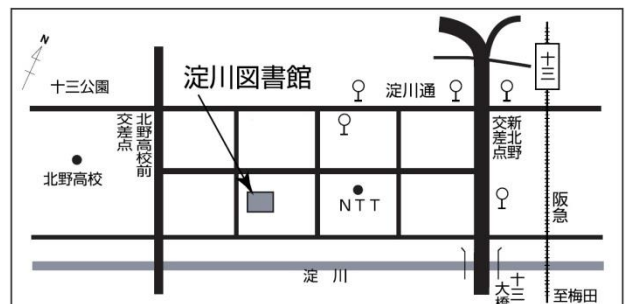 N
十三公園
淀川図書館
淀川通
十三
北野高校前
交差点
新北野
交差点
北野高校
NTT
阪急
淀川
十三
大橋
至梅田